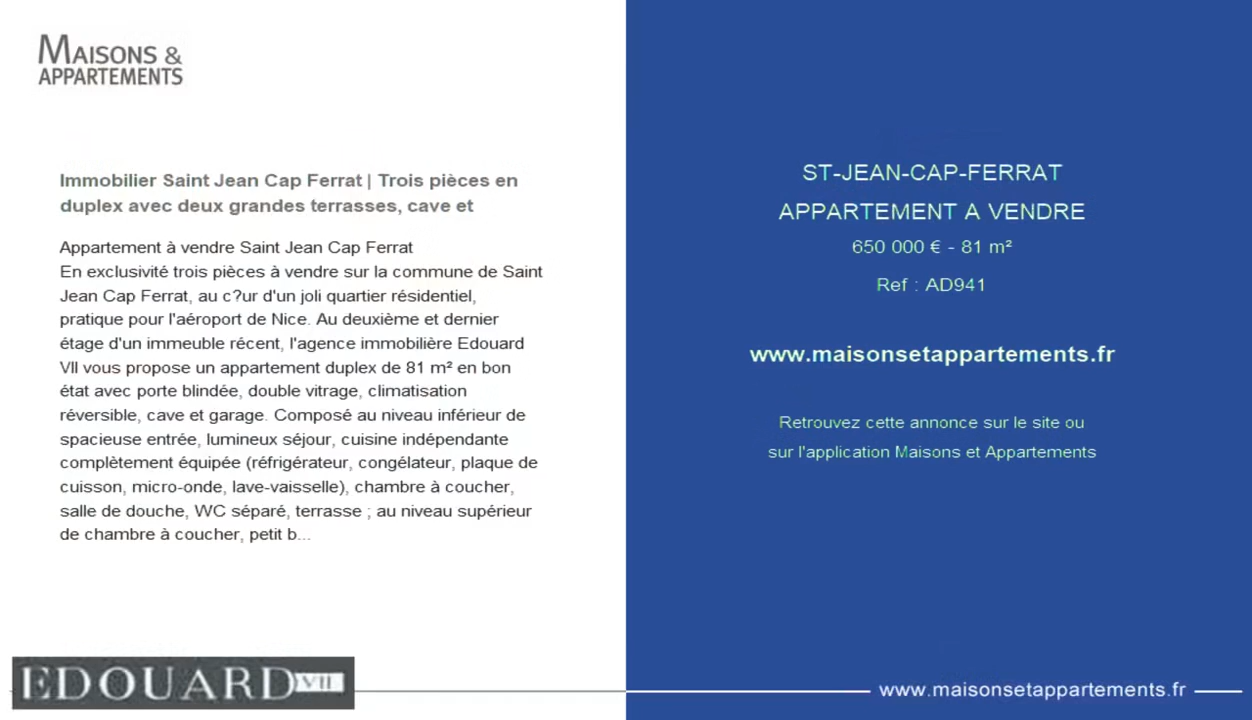 MAISONS &
APPARTEMENTS
Immobilier Saint Jean Cap Ferrat | Trois pièces en
duplex avec deux grandes terrasses, cave et
Appartement à vendre Saint Jean Cap Ferrat
En exclusivité trois pièces à vendre sur la commune de Saint
Jean Cap Ferrat, au c?ur d'un joli quartier résidentiel,
pratique pour l'aéroport de Nice. Au deuxième et dernier
étage d'un immeuble récent, l'agence immobilière Edouard
VII vous propose un appartement duplex de 81 m² en bon
état avec porte blindée, double vitrage, climatisation
réversible, cave et garage. Composé au niveau inférieur de
spacieuse entrée, lumineux séjour, cuisine indépendante
complètement équipée (réfrigérateur, congélateur, plaque de
cuisson, micro-onde, lave-vaisselle), chambre à coucher,
salle de douche, WC séparé, terrasse ; au niveau supérieur
de chambre à coucher, petit b...
EDOUARD VII
ST-JEAN-CAP-FERRAT
APPARTEMENT A VENDRE
650 000 € - 81 m²
Ref : AD941
www.maisonsetappartements.fr
Retrouvez cette annonce sur le site ou
sur l'application Maisons et Appartements
www.maisonsetappartements.fr